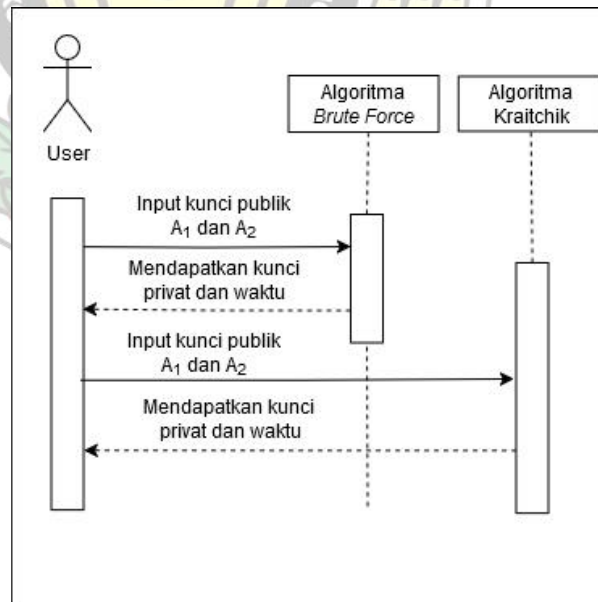 User
Algoritma
Brute Force
Algoritma
Kraitchik
Input kunci publik
A₁ dan A₂
Mendapatkan kunci
privat dan waktu
Input kunci publik
A₁ dan A₂
Mendapatkan kunci
privat dan waktu